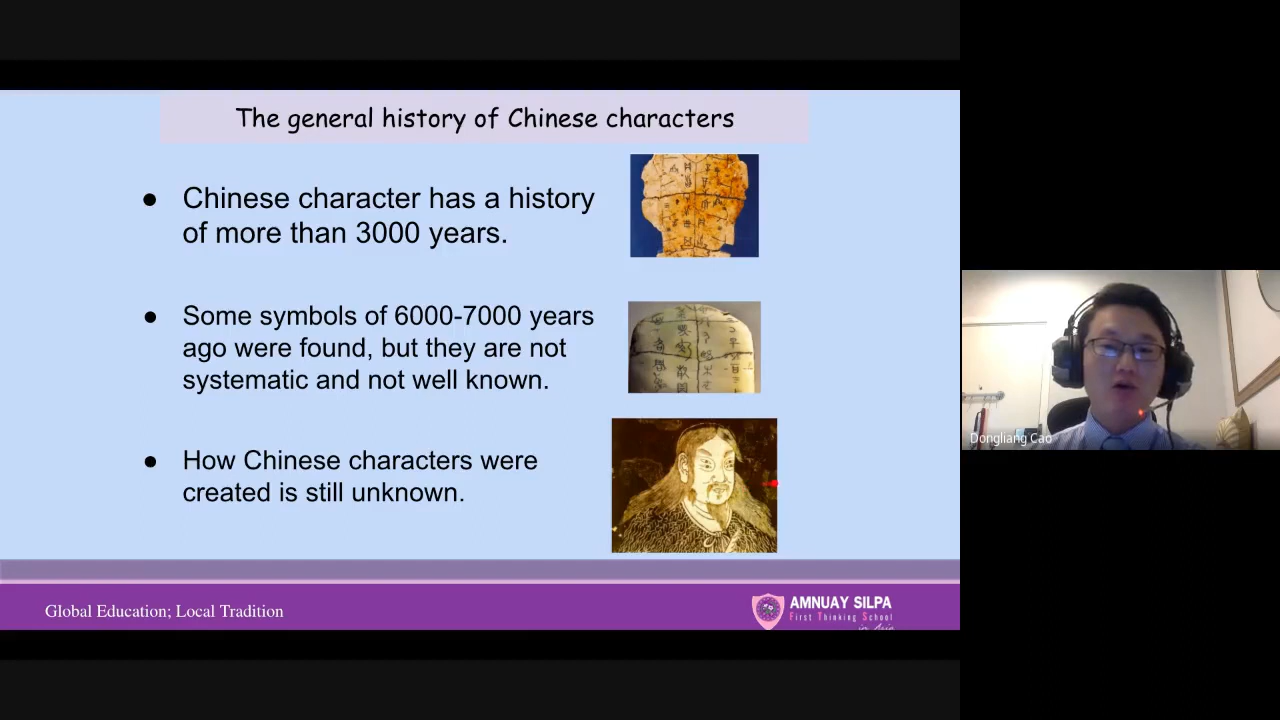 The general history of Chinese characters
● Chinese character has a history
of more than 3000 years.
● Some symbols of 6000-7000 years
ago were found, but they are not
systematic and not well known.
● How Chinese characters were
created is still unknown.
Dongliang Cao
Global Education; Local Tradition
AMNUAY SILPA
First Thinking School
in Asia